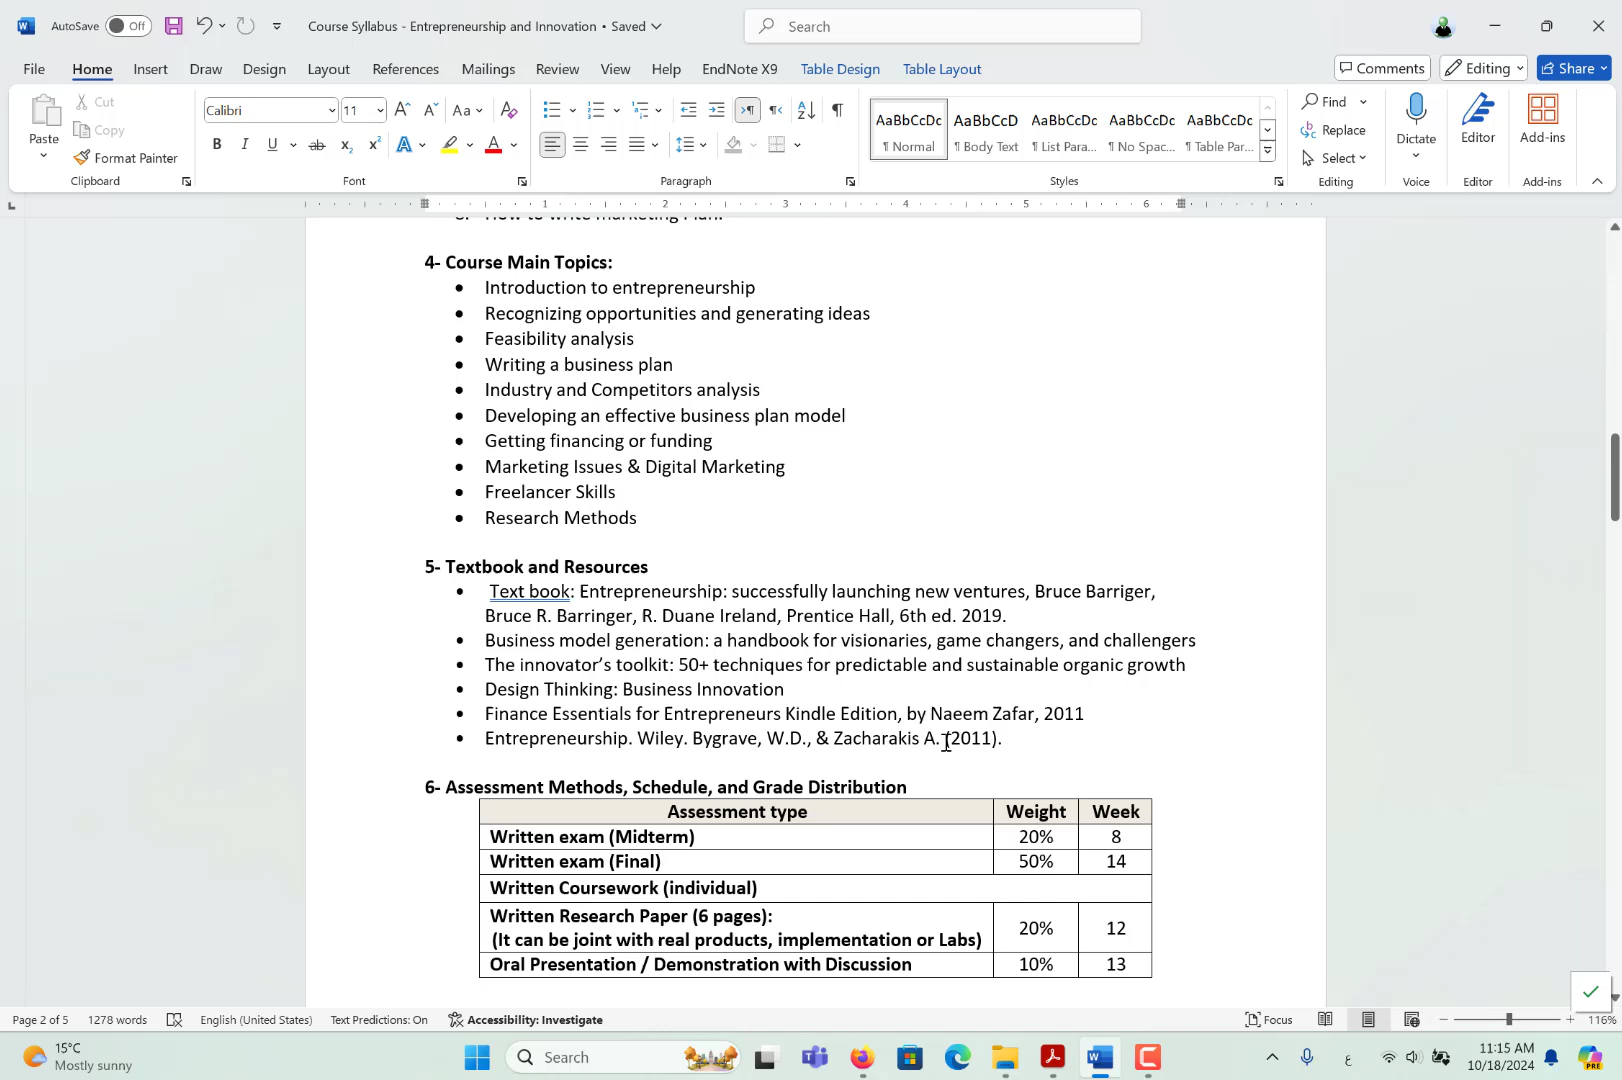 AutoSave Off Course Syllabus - Entrepreneurship and Innovation • Saved Search
File Home Insert Draw Design Layout References Mailings Review View Help EndNote X9 Table Design Table Layout Comments Editing Share
Paste Cut Copy Format Painter Clipboard
Calibri 11 Font
Paragraph
AaBbCcDc AaBbCcD AaBbCcDc AaBbCcDc AaBbCcDc
¶ Normal ¶ Body Text ¶ List Para... ¶ No Spac... ¶ Table Par...
Styles
Find Replace Select Editing
Dictate Voice
Editor Editor
Add-ins Add-ins
1 2 3 4 5 6
How to write marketing Plan.
4- Course Main Topics:
• Introduction to entrepreneurship
• Recognizing opportunities and generating ideas
• Feasibility analysis
• Writing a business plan
• Industry and Competitors analysis
• Developing an effective business plan model
• Getting financing or funding
• Marketing Issues & Digital Marketing
• Freelancer Skills
• Research Methods
5- Textbook and Resources
• Text book: Entrepreneurship: successfully launching new ventures, Bruce Barriger,
Bruce R. Barringer, R. Duane Ireland, Prentice Hall, 6th ed. 2019.
• Business model generation: a handbook for visionaries, game changers, and challengers
• The innovator’s toolkit: 50+ techniques for predictable and sustainable organic growth
• Design Thinking: Business Innovation
• Finance Essentials for Entrepreneurs Kindle Edition, by Naeem Zafar, 2011
• Entrepreneurship. Wiley. Bygrave, W.D., & Zacharakis A. (2011).
6- Assessment Methods, Schedule, and Grade Distribution
Assessment type Weight Week
Written exam (Midterm) 20% 8
Written exam (Final) 50% 14
Written Coursework (individual)
Written Research Paper (6 pages):
(It can be joint with real products, implementation or Labs) 20% 12
Oral Presentation / Demonstration with Discussion 10% 13
Page 2 of 5 1278 words English (United States) Text Predictions: On Accessibility: Investigate Focus 116%
15°C
Mostly sunny
Search
ع
11:15 AM
10/18/2024
PRE